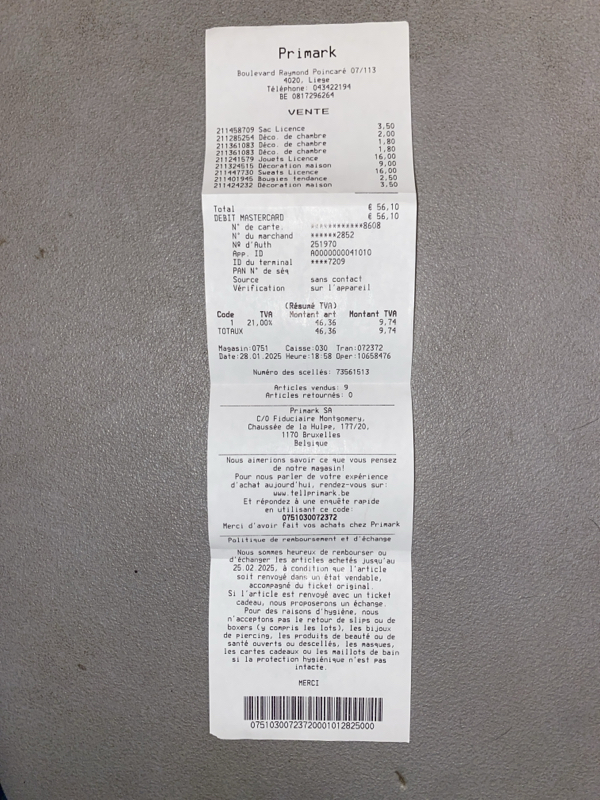 Primark
Boulevard Raymond Poincaré 07/113
4020, Liege
Téléphone: 043422194
BE 0817296264
VENTE
211458709 Sac Licence 3,50
211285254 Déco. de chambre 2,00
211361083 Déco. de chambre 1,80
211361083 Déco. de chambre 1,80
211241579 Jouets Licence 16,00
211324515 Décoration maison 9,00
211447730 Sweats Licence 16,00
211401945 Bougies tendance 2,50
211424232 Décoration maison 3,50
Total € 56,10
DEBIT MASTERCARD € 56,10
N° de carte ************8608
N° du marchand ******2852
Nº d'Auth 251970
App. ID A0000000041010
ID du terminal ****7209
PAN N° de séq
Source sans contact
Vérification sur l'appareil
(Résumé TVA)
Code TVA Montant art Montant TVA
1 21,00% 46,36 9,74
TOTAUX 46,36 9,74
Magasin:0751 Caisse:030 Tran:072372
Date:28.01.2025 Heure:18:58 Oper:10658476
Numéro des scellés: 73561513
Articles vendus: 9
Articles retournés: 0
Primark SA
C/O Fiduciaire Montgomery,
Chaussée de la Hulpe, 177/20,
1170 Bruxelles
Belgique
Nous aimerions savoir ce que vous pensez
de notre magasin!
Pour nous parler de votre expérience
d'achat aujourd'hui, rendez-vous sur:
www.tellprimark.be
Et répondez à une enquête rapide
en utilisant ce code:
0751030072372
Merci d'avoir fait vos achats chez Primark
Politique de remboursement et d'échange
Nous sommes heureux de rembourser ou
d'échanger les articles achetés jusqu'au
25.02.2025, à condition que l'article
soit renvoyé dans un état vendable,
accompagné du ticket original.
Si l'article est renvoyé avec un ticket
cadeau, nous proposerons un échange.
Pour des raisons d'hygiène, nous
n'acceptons pas le retour de slips ou de
boxers (y compris les lots), les bijoux
de piercing, les produits de beauté ou de
santé ouverts ou descellés, les masques,
les cartes cadeaux ou les maillots de bain
si la protection hygiénique n'est pas
intacte.
MERCI
07510300723720001012825000